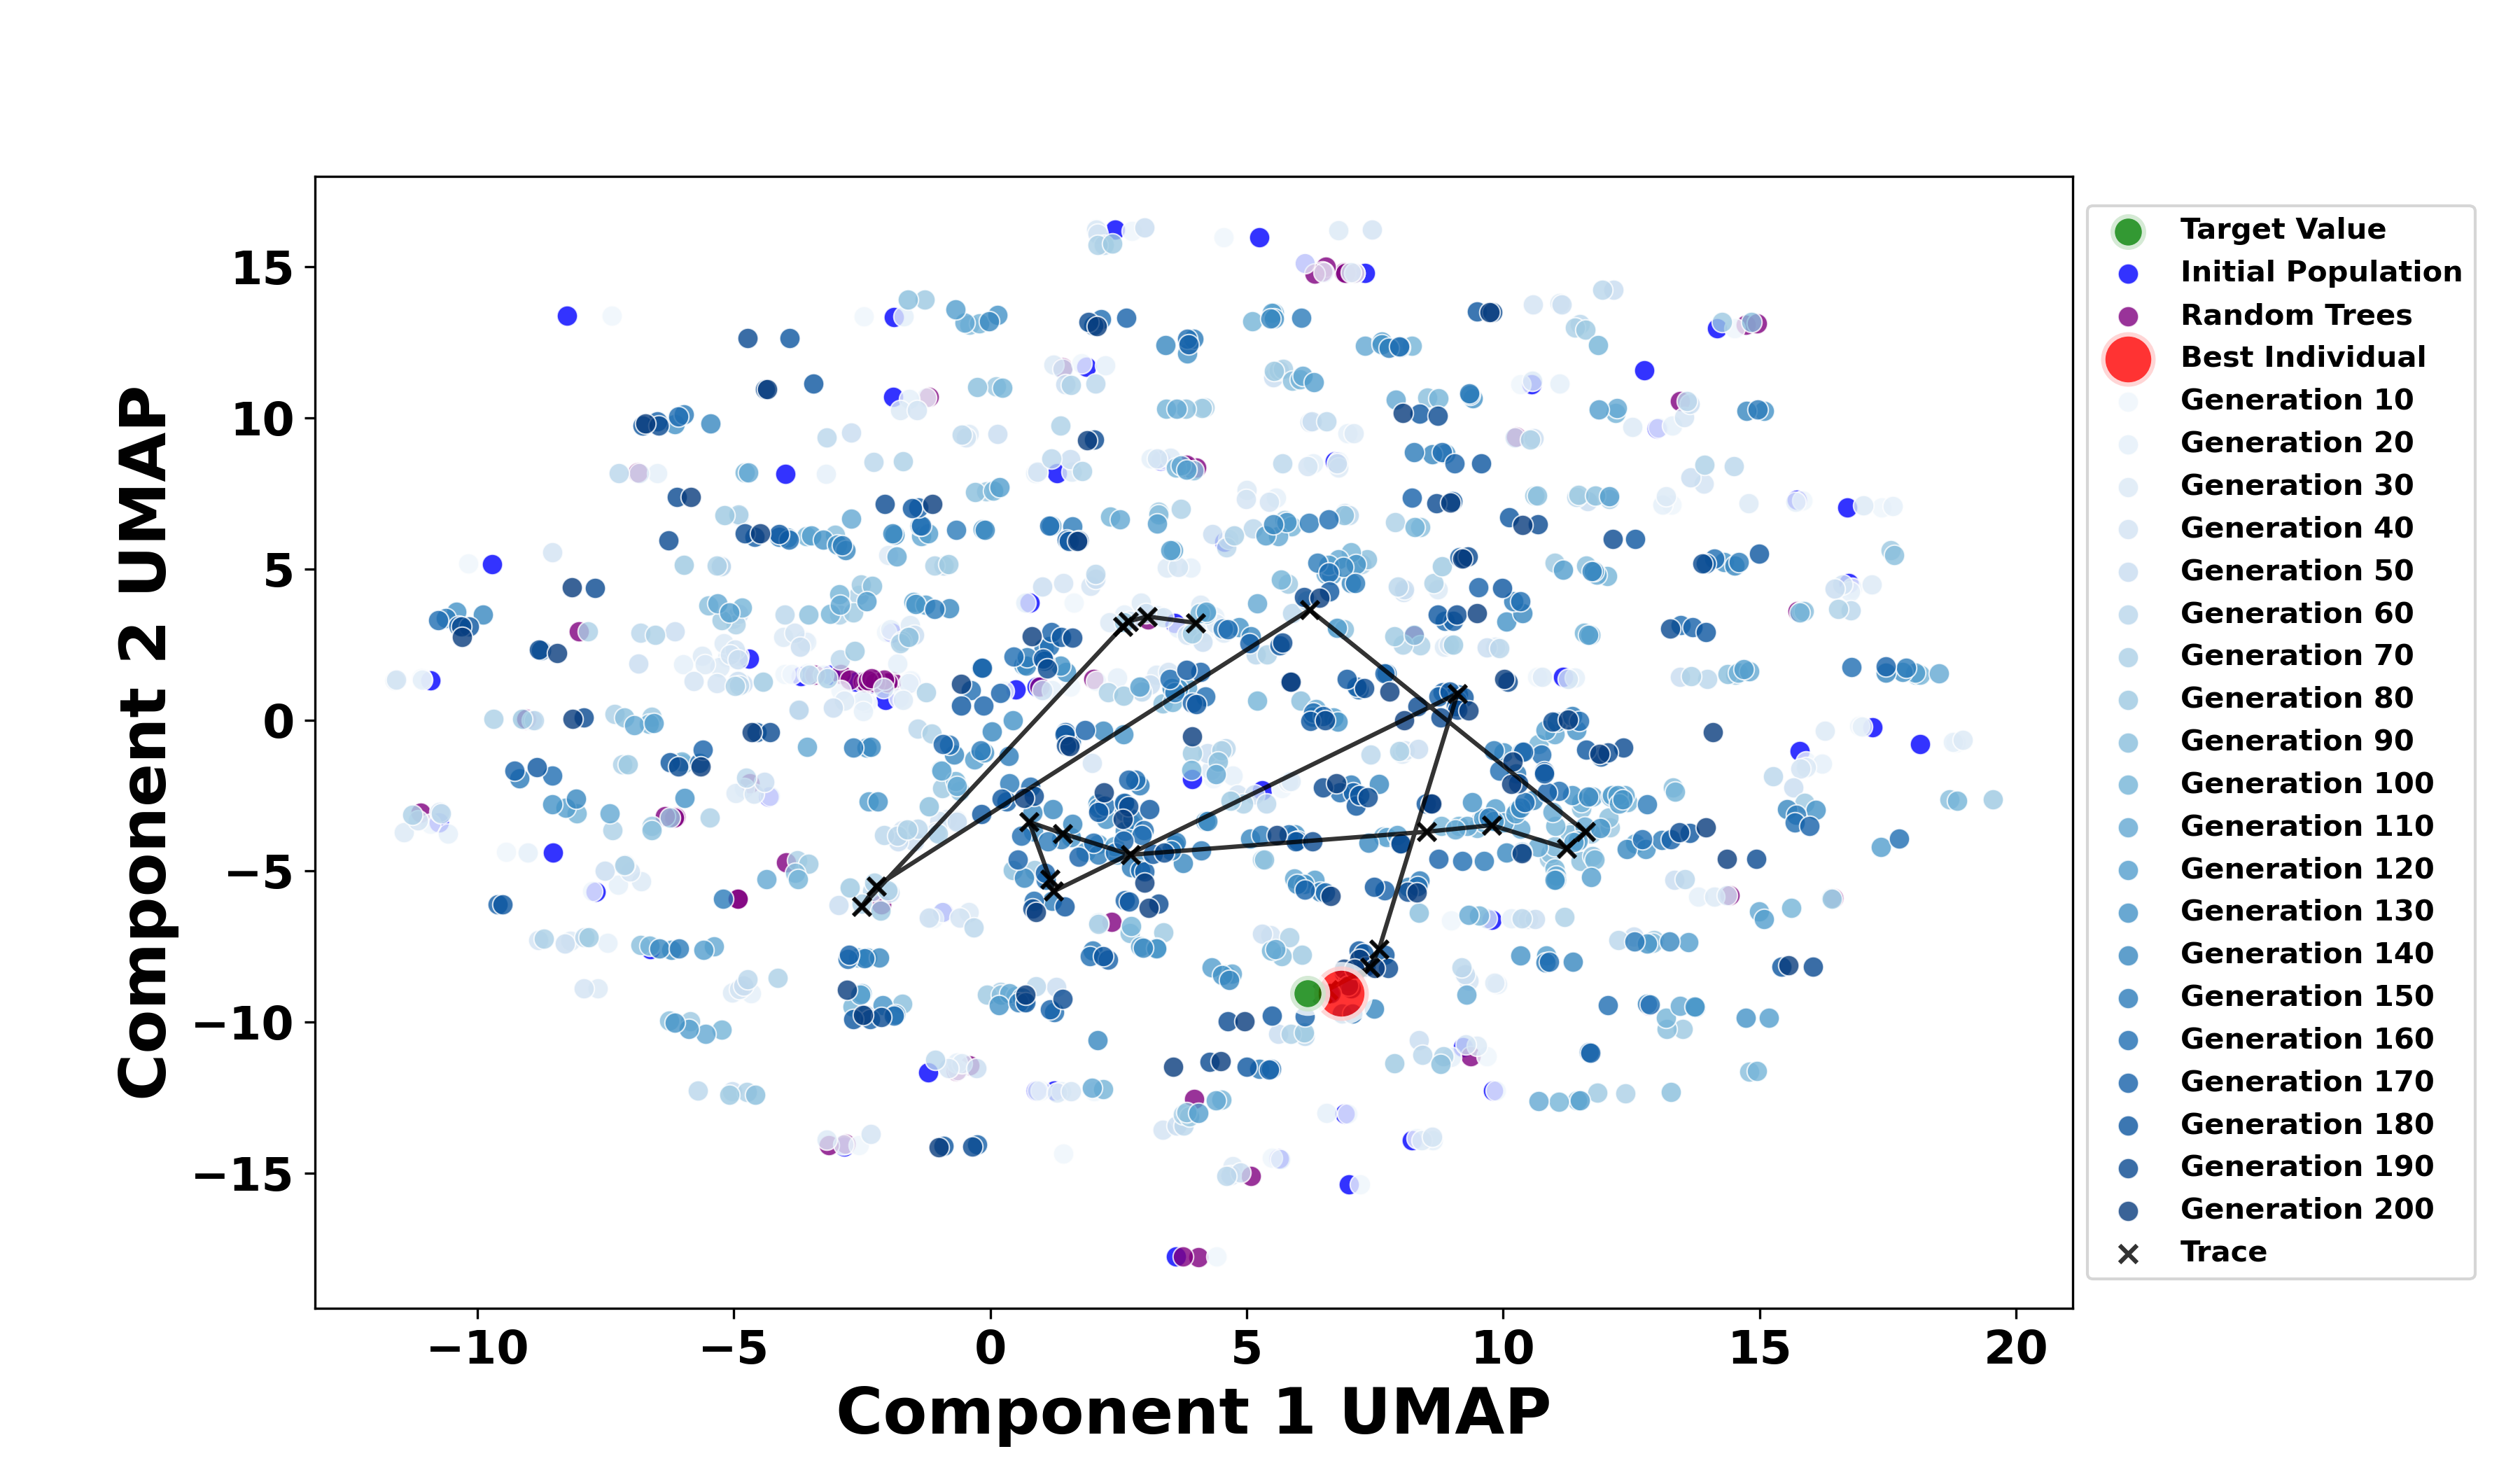 15
10
5
0
−5
−10
−15
Component 2 UMAP
−10
−5
0
5
10
15
20
Component 1 UMAP
Target Value
Initial Population
Random Trees
Best Individual
Generation 10
Generation 20
Generation 30
Generation 40
Generation 50
Generation 60
Generation 70
Generation 80
Generation 90
Generation 100
Generation 110
Generation 120
Generation 130
Generation 140
Generation 150
Generation 160
Generation 170
Generation 180
Generation 190
Generation 200
Trace